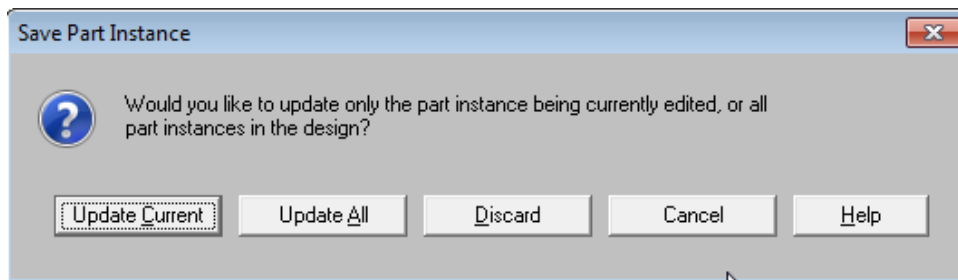 Save Part Instance
Would you like to update only the part instance being currently edited, or all
part instances in the design?
Update Current
Update All
Discard
Cancel
Help